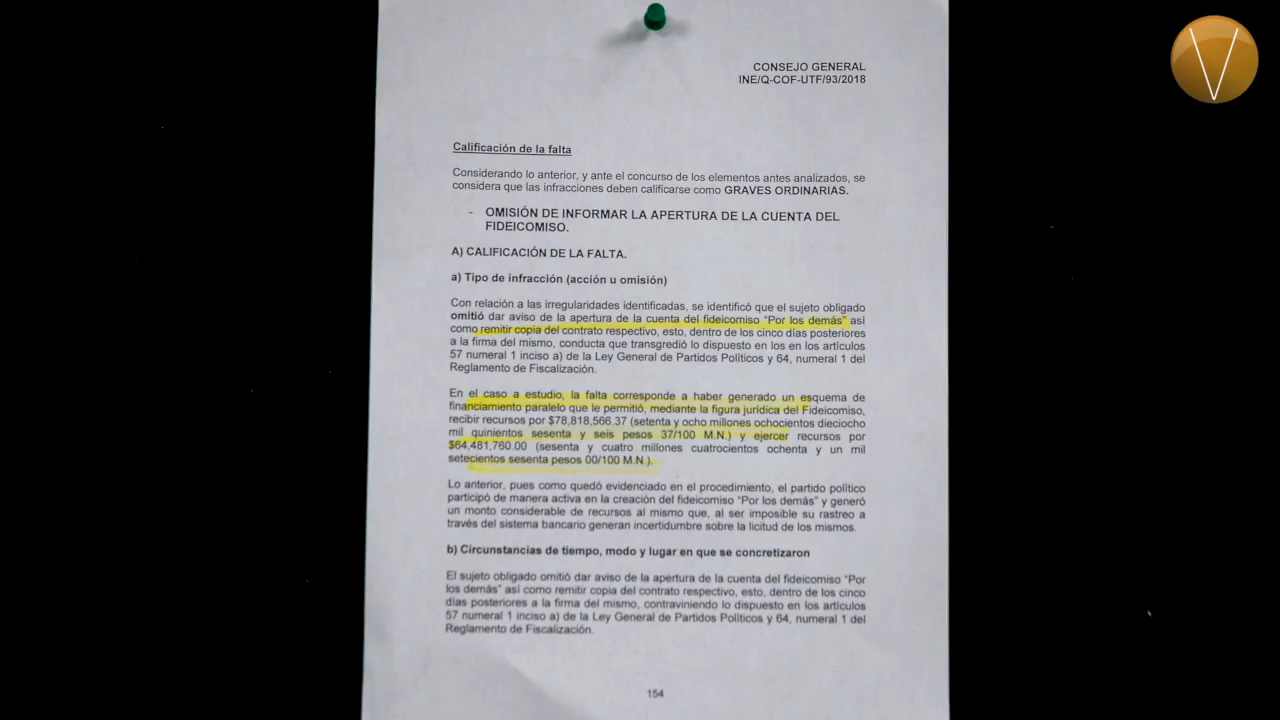 V
CONSEJO GENERAL
INE/Q-COF-UTF/93/2018
Calificación de la falta
Considerando lo anterior, y ante el concurso de los elementos antes analizados, se
considera que las infracciones deben calificarse como GRAVES ORDINARIAS.
- OMISIÓN DE INFORMAR LA APERTURA DE LA CUENTA DEL
FIDEICOMISO.
A) CALIFICACIÓN DE LA FALTA.
a) Tipo de infracción (acción u omisión)
Con relación a las irregularidades identificadas, se identificó que el sujeto obligado
omitió dar aviso de la apertura de la cuenta del fideicomiso "Por los demás" así
como remitir copia del contrato respectivo, esto, dentro de los cinco días posteriores
a la firma del mismo, conducta que transgredió lo dispuesto en los en los artículos
57 numeral 1 inciso a) de la Ley General de Partidos Políticos y 64, numeral 1 del
Reglamento de Fiscalización.
En el caso a estudio, la falta corresponde a haber generado un esquema de
financiamiento paralelo que le permitió, mediante la figura jurídica del Fideicomiso,
recibir recursos por $78,818,566.37 (setenta y ocho millones ochocientos dieciocho
mil quinientos sesenta y seis pesos 37/100 M.N.) y ejercer recursos por
$64,481,760.00 (sesenta y cuatro millones cuatrocientos ochenta y un mil
setecientos sesenta pesos 00/100 M.N.).
Lo anterior, pues como quedó evidenciado en el procedimiento, el partido político
participó de manera activa en la creación del fideicomiso "Por los demás" y generó
un monto considerable de recursos al mismo que, al ser imposible su rastreo a
través del sistema bancario generan incertidumbre sobre la licitud de los mismos.
b) Circunstancias de tiempo, modo y lugar en que se concretizaron
El sujeto obligado omitió dar aviso de la apertura de la cuenta del fideicomiso "Por
los demás" así como remitir copia del contrato respectivo, esto, dentro de los cinco
días posteriores a la firma del mismo, contraviniendo lo dispuesto en los artículos
57 numeral 1 inciso a) de la Ley General de Partidos Políticos y 64, numeral 1 del
Reglamento de Fiscalización.
154